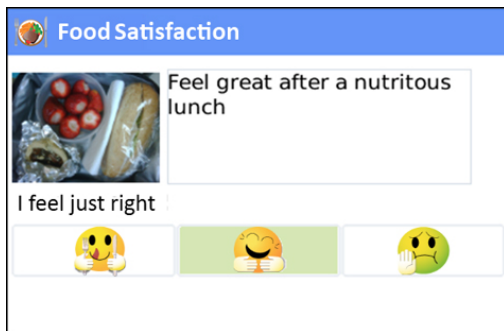 Food Satisfaction
Feel great after a nutritous
lunch
I feel just right